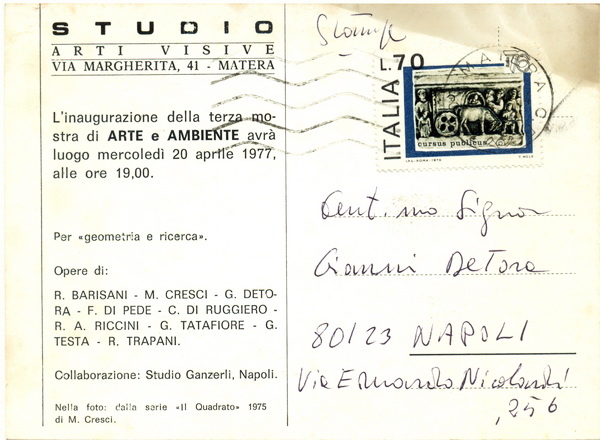 STUDIO
ARTI VISIVE
VIA MARGHERITA, 41 - MATERA
L'inaugurazione della terza mo-
stra di ARTE e AMBIENTE avrà
luogo mercoledì 20 aprile 1977,
alle ore 19,00.
Per «geometria e ricerca».
Opere di:
R. BARISANI - M. CRESCI - G. DETO-
RA - F. DI PEDE - C. DI RUGGIERO -
R. A. RICCINI - G. TATAFIORE - G.
TESTA - R. TRAPANI.
Collaborazione: Studio Ganzerli, Napoli.
Nella foto: dalla serie «Il Quadrato» 1975
di M. Cresci.
Stampe
L.70
ITALIA
cursus publicus
Gent.mo Signor
Gianni DeTora
80123 NAPOLI
Via E Nicolardi
, 256